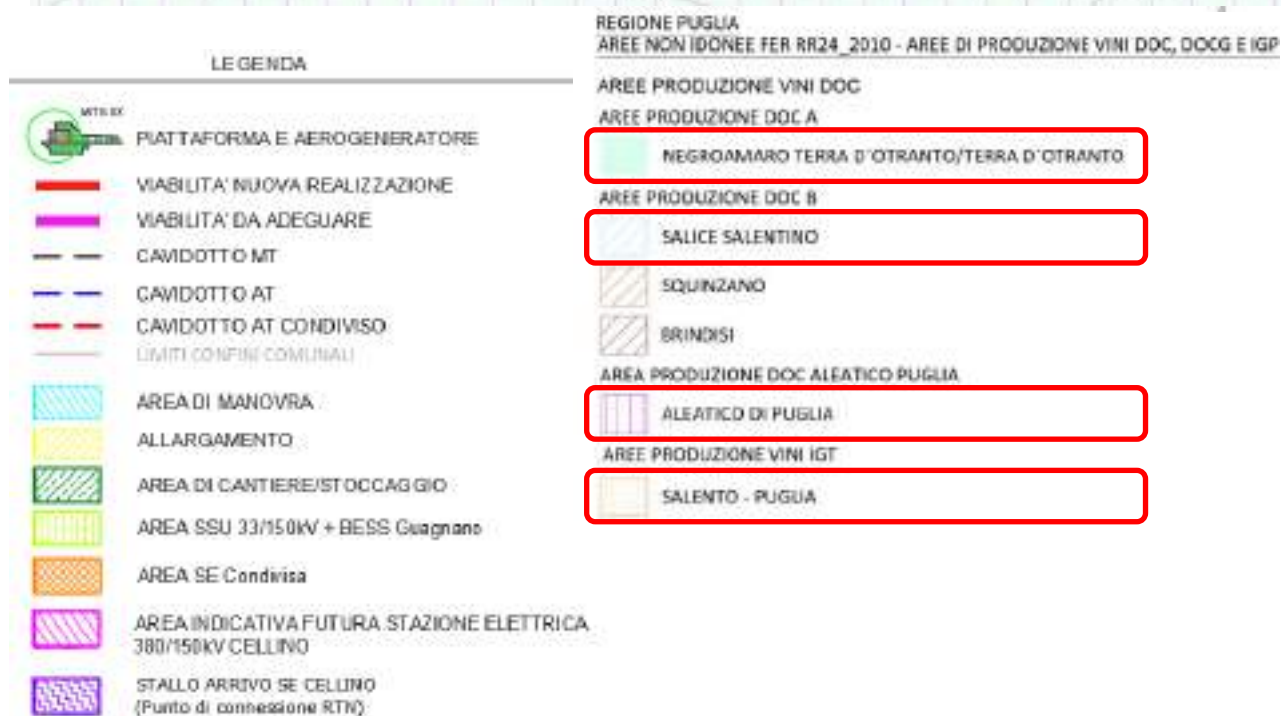 LEGENDA
PIATTAFORMA E AEROGENERATORE
VIABILITA' NUOVA REALIZZAZIONE
VIABILITA' DA ADEGUARE
CAVIDOTTO MT
CAVIDOTTO AT
CAVIDOTTO AT CONDIVISO
LIMITI CONFINI COMUNALI
AREA DI MANOVRA
ALLARGAMENTO
AREA DI CANTIERE/STOCCAGGIO
AREA SSU 33/150kV + BESS Guagnano
AREA SE Condivisa
AREA INDICATIVA FUTURA STAZIONE ELETTRICA
380/150kV CELLINO
STALLO ARRIVO SE CELLINO
(Punto di connessione RTN)
REGIONE PUGLIA
AREE NON IDONEE FER RR24_2010 - AREE DI PRODUZIONE VINI DOC, DOCG E IGP
AREE PRODUZIONE VINI DOC
AREE PRODUZIONE DOC A
NEGROAMARO TERRA D'OTRANTO/TERRA D'OTRANTO
AREE PRODUZIONE DOC B
SALICE SALENTINO
SQUINZANO
BRINDISI
AREA PRODUZIONE DOC ALEATICO PUGLIA
ALEATICO DI PUGLIA
AREE PRODUZIONE VINI IGT
SALENTO - PUGLIA